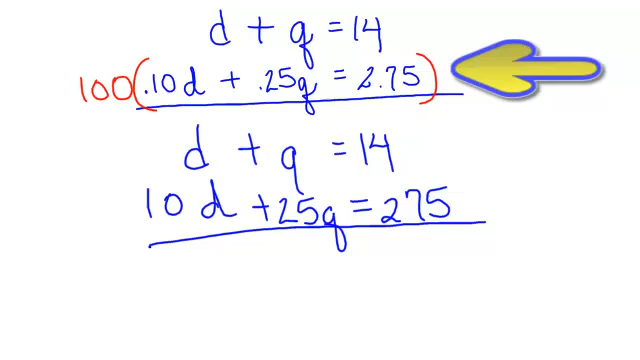 d + q = 14
100(.10d + .25q = 2.75)
d + q = 14
10d + 25q = 275